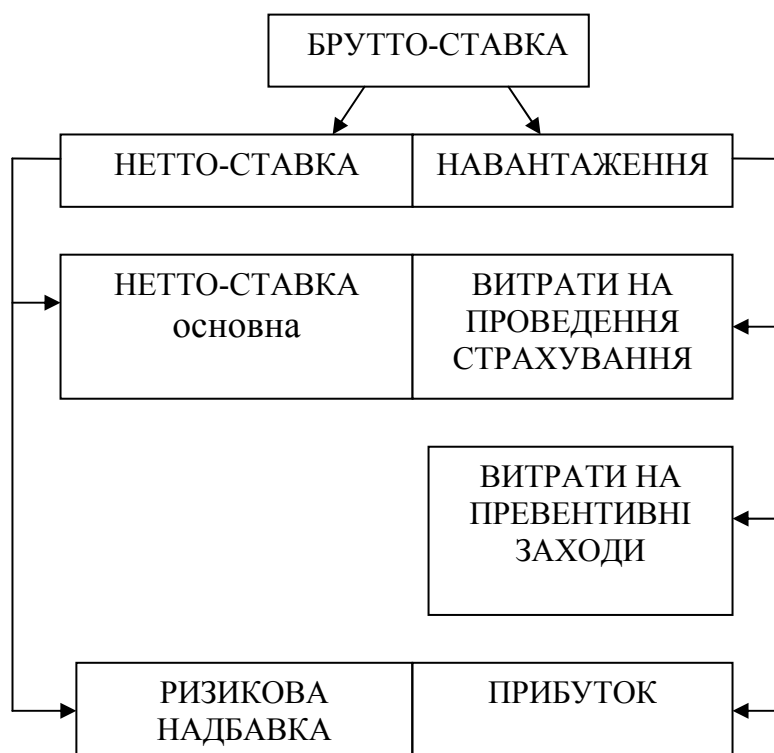 БРУТТО-СТАВКА
НЕТТО-СТАВКА
НАВАНТАЖЕННЯ
НЕТТО-СТАВКА
основна
ВИТРАТИ НА
ПРОВЕДЕННЯ
СТРАХУВАННЯ
ВИТРАТИ НА
ПРЕВЕНТИВНІ
ЗАХОДИ
РИЗИКОВА
НАДБАВКА
ПРИБУТОК